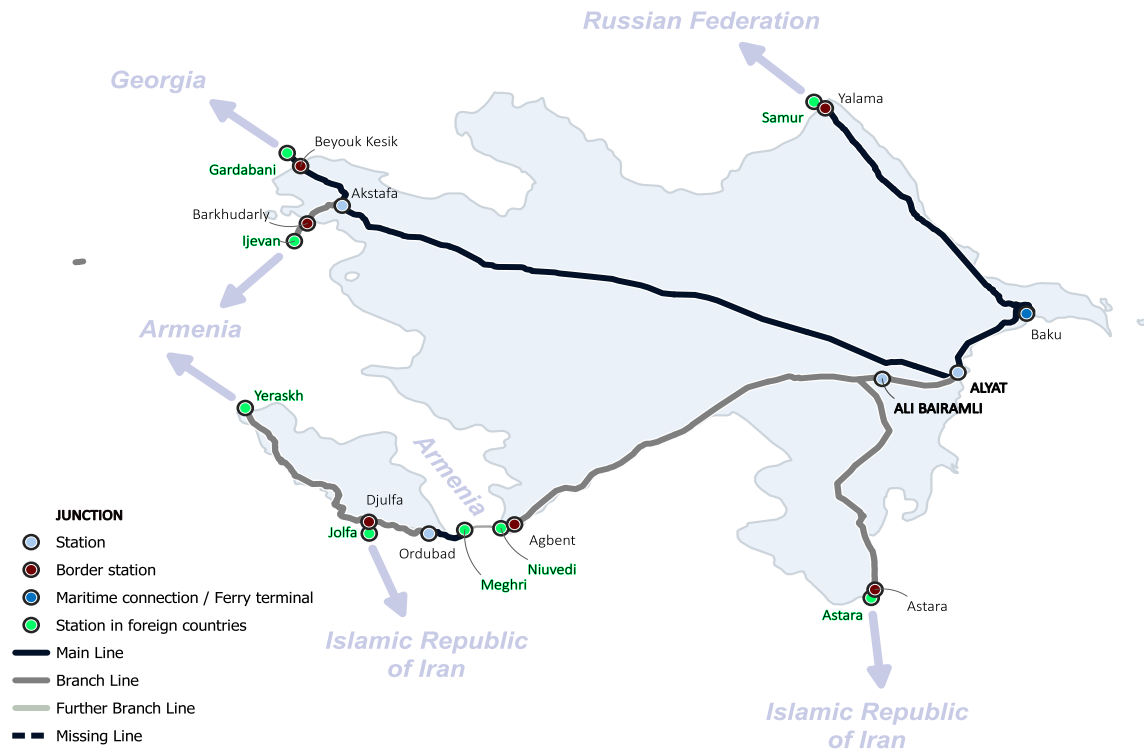 Russian Federation
Georgia
Samur
Yalama
Beyouk Kesik
Gardabani
Akstafa
Barkhudarly
Ijevan
Armenia
Baku
ALYAT
ALI BAIRAMLI
Yeraskh
Armenia
Djulfa
Jolfa
Ordubad
Agbent
Niuvedi
Meghri
Astara
Astara
Islamic Republic
of Iran
Islamic Republic
of Iran
JUNCTION
Station
Border station
Maritime connection / Ferry terminal
Station in foreign countries
Main Line
Branch Line
Further Branch Line
Missing Line